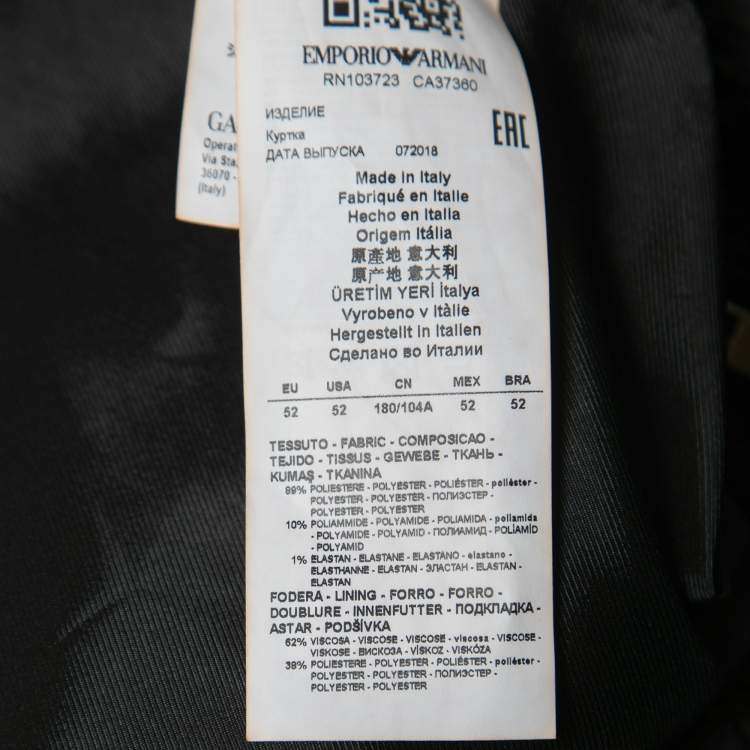 EMPORIO ARMANI
RN103723 CA37360
ИЗДЕЛИЕ
Куртка
ДАТА ВЫПУСКА 072018
EAC
Made in Italy
Fabriqué en Italie
Hecho en Italia
Origem Itália
原產地 意大利
原产地 意大利
ÜRETİM YERİ İtalya
Vyrobeno v Itálie
Hergestellt in Italien
Сделано во Италии
EU USA CN MEX BRA
52 52 180/104A 52 52
TESSUTO - FABRIC - COMPOSICAO -
TEJIDO - TISSUS - GEWEBE - ТКАНЬ -
KUMAŞ - TKANINA
89% POLIESTERE - POLYESTER - POLIÉSTER - poliéster -
POLYESTER - POLYESTER - ПОЛИЭСТЕР -
POLYESTER - POLYESTER
10% POLIAMMIDE - POLYAMIDE - POLIAMIDA - poliamida
- POLYAMIDE - POLYAMID - ПОЛИАМИД - POLİAMİD
- POLYAMID
1% ELASTAN - ELASTANE - ELASTANO - elastano -
ELASTHANNE - ELASTAN - ЭЛАСТАН - ELASTAN -
ELASTAN
FODERA - LINING - FORRO - FORRO -
DOUBLURE - INNENFUTTER - ПОДКЛАДКА -
ASTAR - PODŠÍVKA
62% VISCOSA - VISCOSE - VISCOSE - viscosa - VISCOSE -
VISKOSE - ВИСКОЗА - VİSKOZ - VISKÓZA
38% POLIESTERE - POLYESTER - POLIÉSTER - poliéster -
POLYESTER - POLYESTER - ПОЛИЭСТЕР -
POLYESTER - POLYESTER
GA
Operat
Via Sta
36070 -
(Italy)